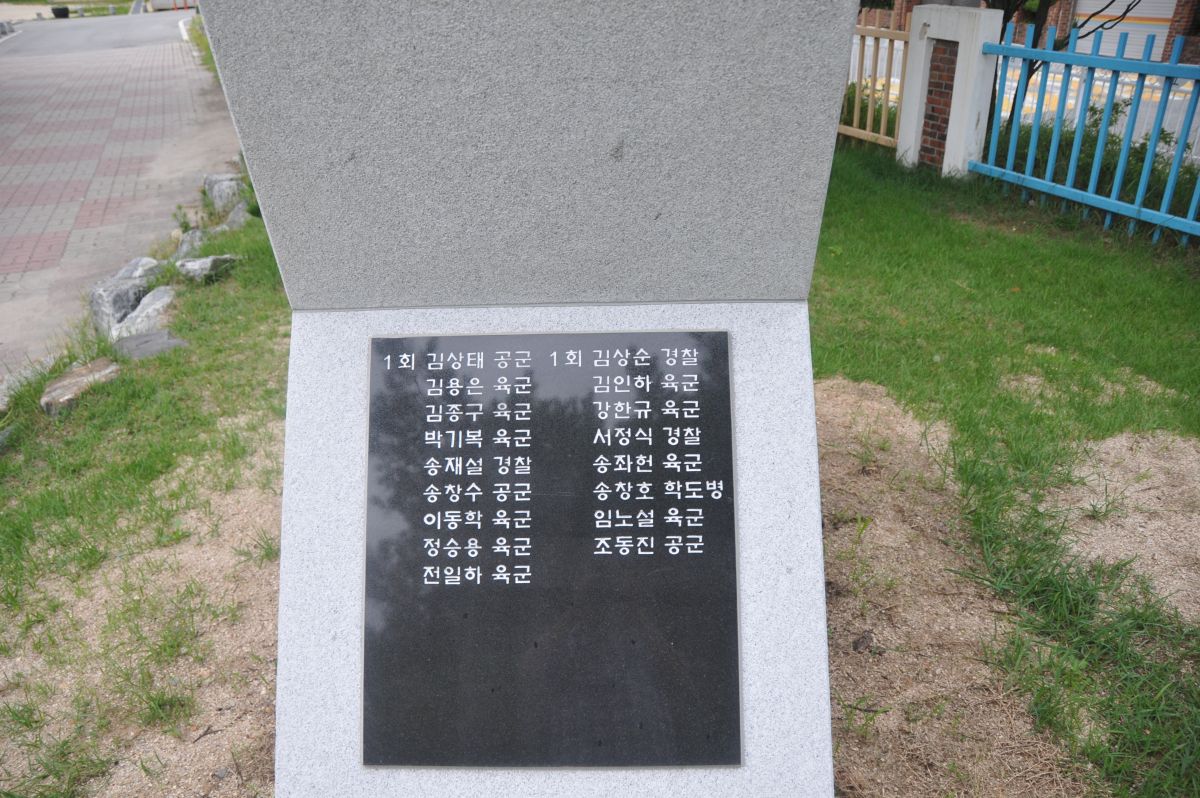 1회 김상태 공군
김용은 육군
김종구 육군
박기복 육군
송재설 경찰
송창수 공군
이동학 육군
정승용 육군
전일하 육군
1회 김상순 경찰
김인하 육군
강한규 육군
서정식 경찰
송좌헌 육군
송창호 학도병
임노설 육군
조동진 공군